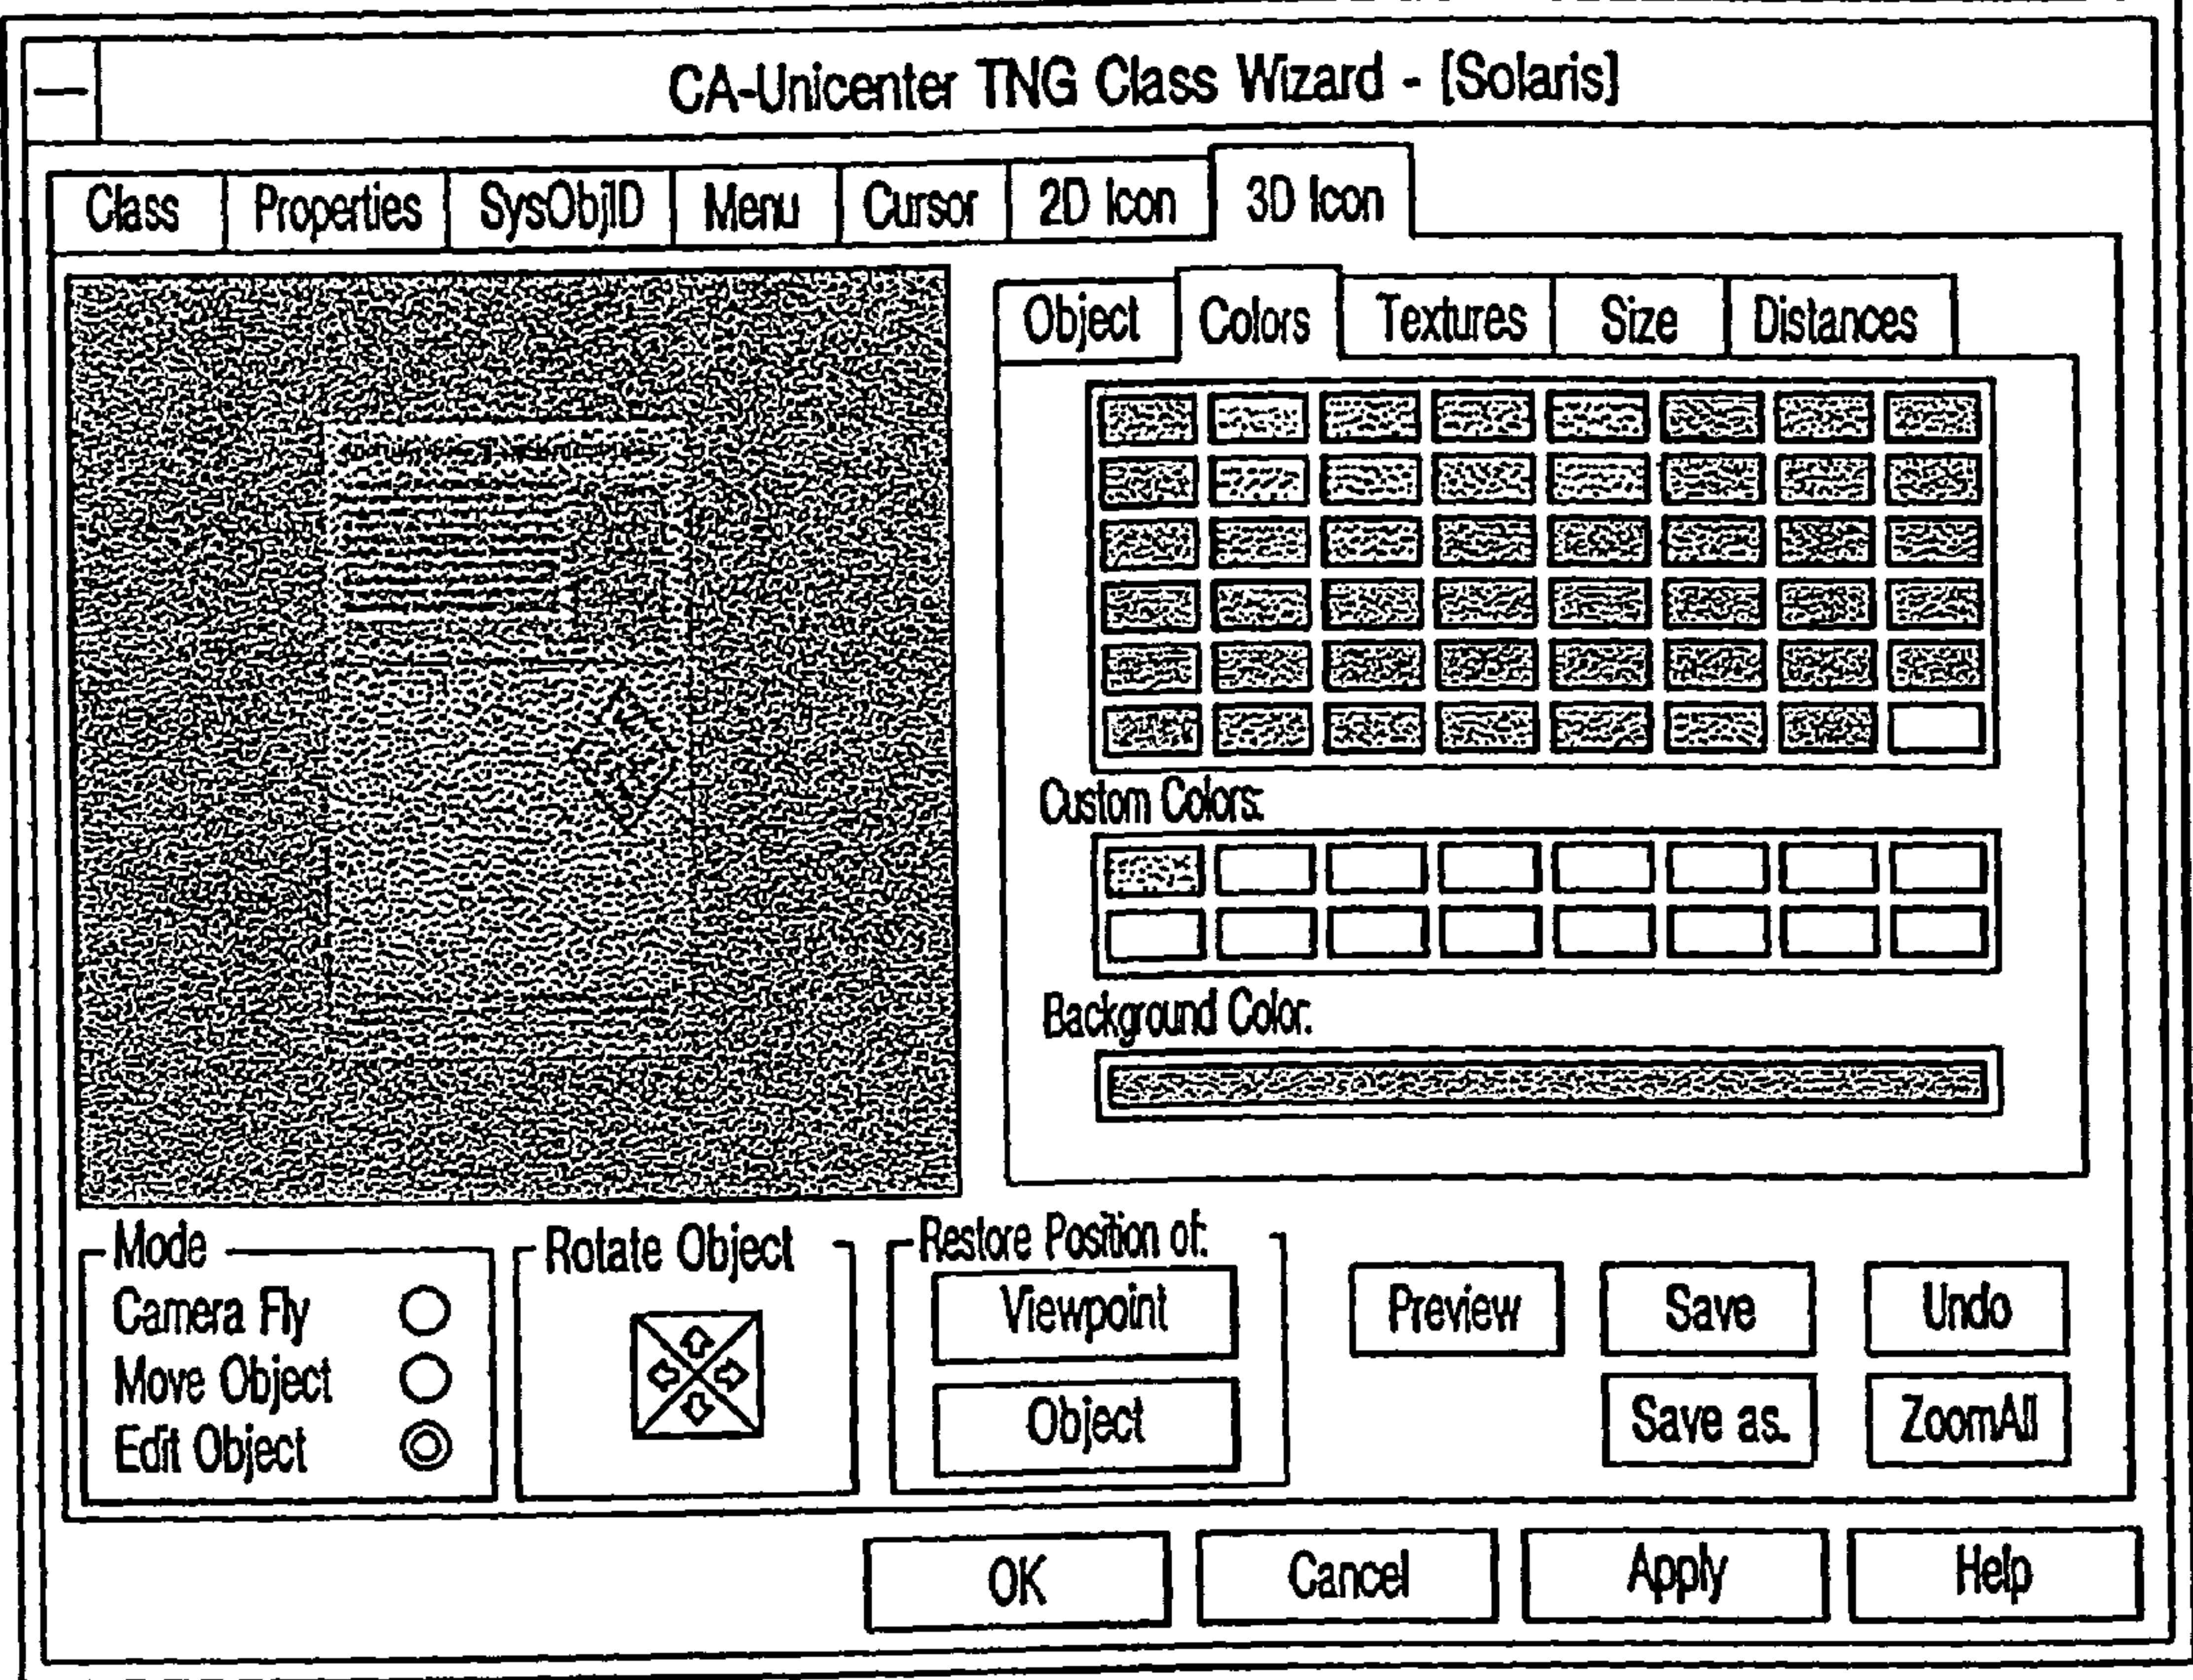 CA-Unicenter TNG Class Wizard - [Solaris]
Class Properties SysObjID Menu Cursor 2D Icon 3D Icon
Object Colors Textures Size Distances
Custom Colors:
Background Color:
Mode
Camera Fly
Move Object
Edit Object
Rotate Object
Restore Position of:
Viewpoint
Object
Preview Save Undo
Save as. ZoomAll
OK Cancel Apply Help